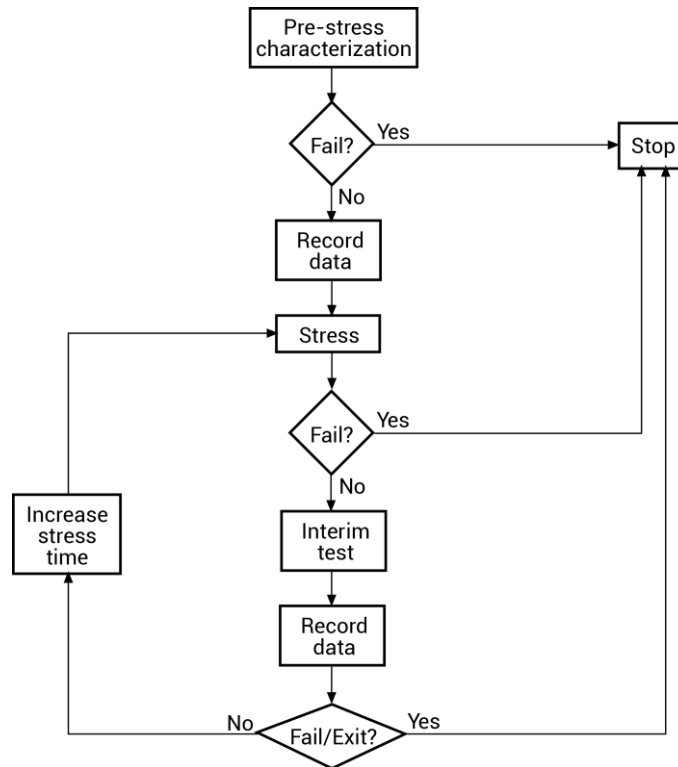 Pre-stress
characterization
Fail?
Yes
Stop
No
Record
data
Stress
Fail?
Yes
No
Increase
stress
time
Interim
test
Record
data
No
Fail/Exit?
Yes